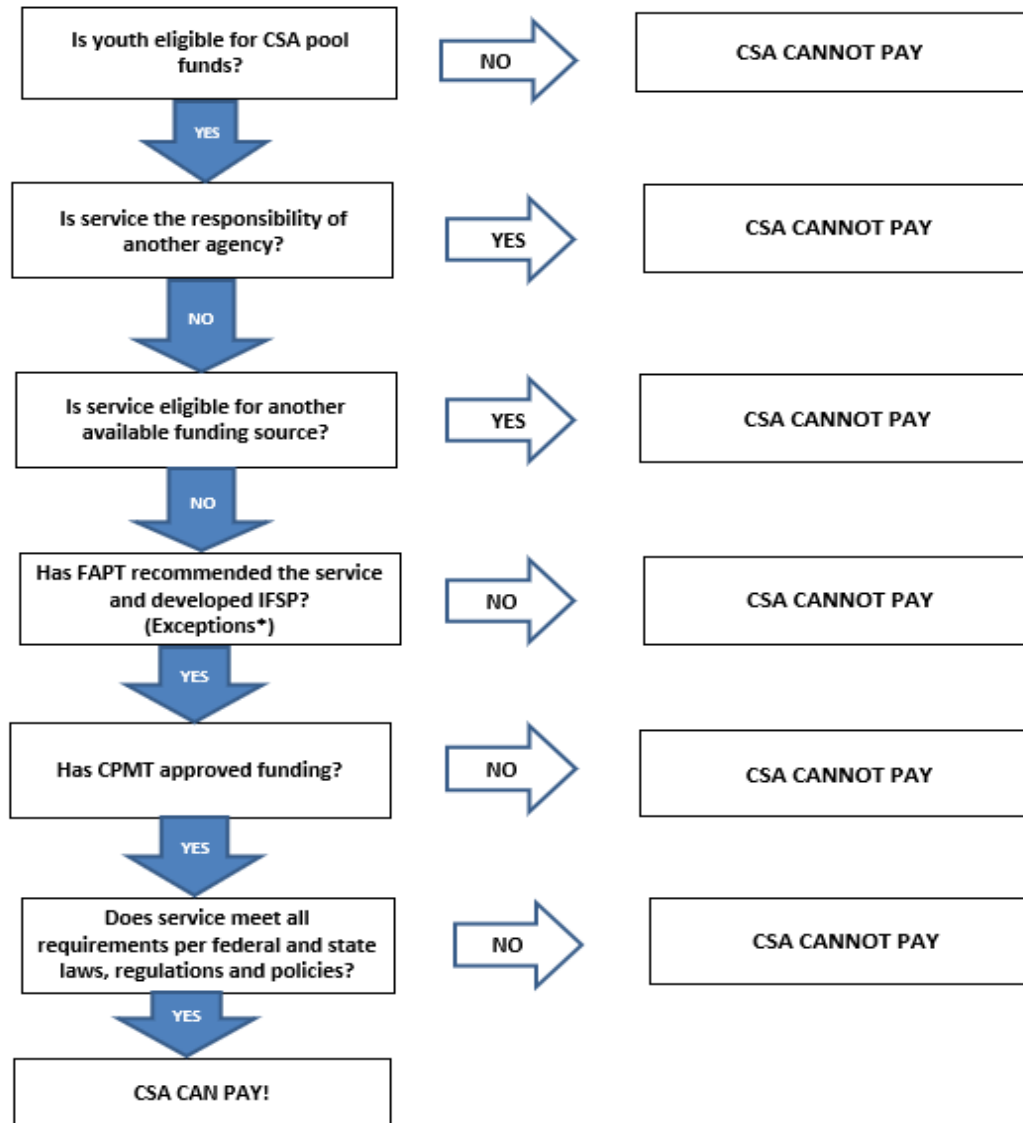 Is youth eligible for CSA pool
funds?
NO
CSA CANNOT PAY
YES
Is service the responsibility of
another agency?
YES
CSA CANNOT PAY
NO
Is service eligible for another
available funding source?
YES
CSA CANNOT PAY
NO
Has FAPT recommended the service
and developed IFSP?
(Exceptions*)
NO
CSA CANNOT PAY
YES
Has CPMT approved funding?
NO
CSA CANNOT PAY
YES
Does service meet all
requirements per federal and state
laws, regulations and policies?
NO
CSA CANNOT PAY
YES
CSA CAN PAY!